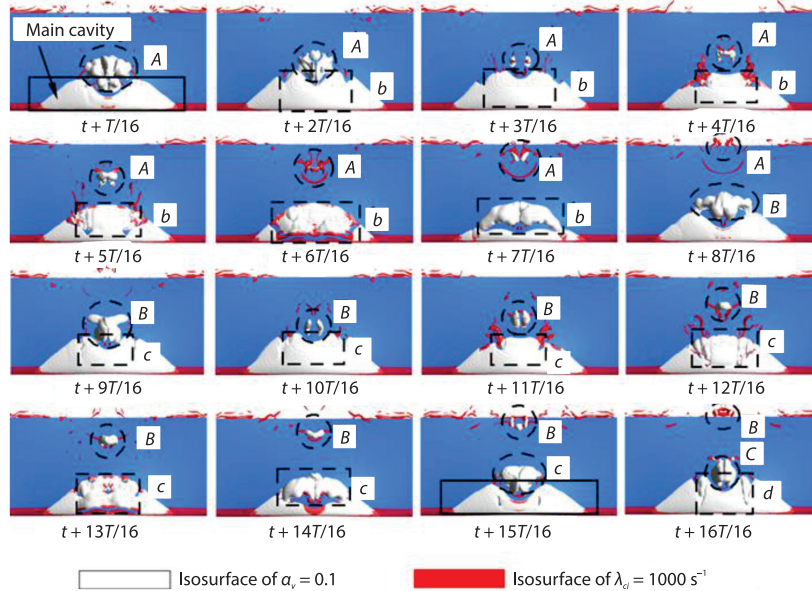 Main cavity
A
A
b
A
b
A
b
t + T/16
t + 2T/16
t + 3T/16
t + 4T/16
A
b
A
b
A
b
A
B
t + 5T/16
t + 6T/16
t + 7T/16
t + 8T/16
B
c
B
c
B
c
B
c
t + 9T/16
t + 10T/16
t + 11T/16
t + 12T/16
B
c
B
c
B
c
B
C
d
t + 13T/16
t + 14T/16
t + 15T/16
t + 16T/16
Isosurface of αᵥ = 0.1
Isosurface of λ_ci = 1000 s⁻¹